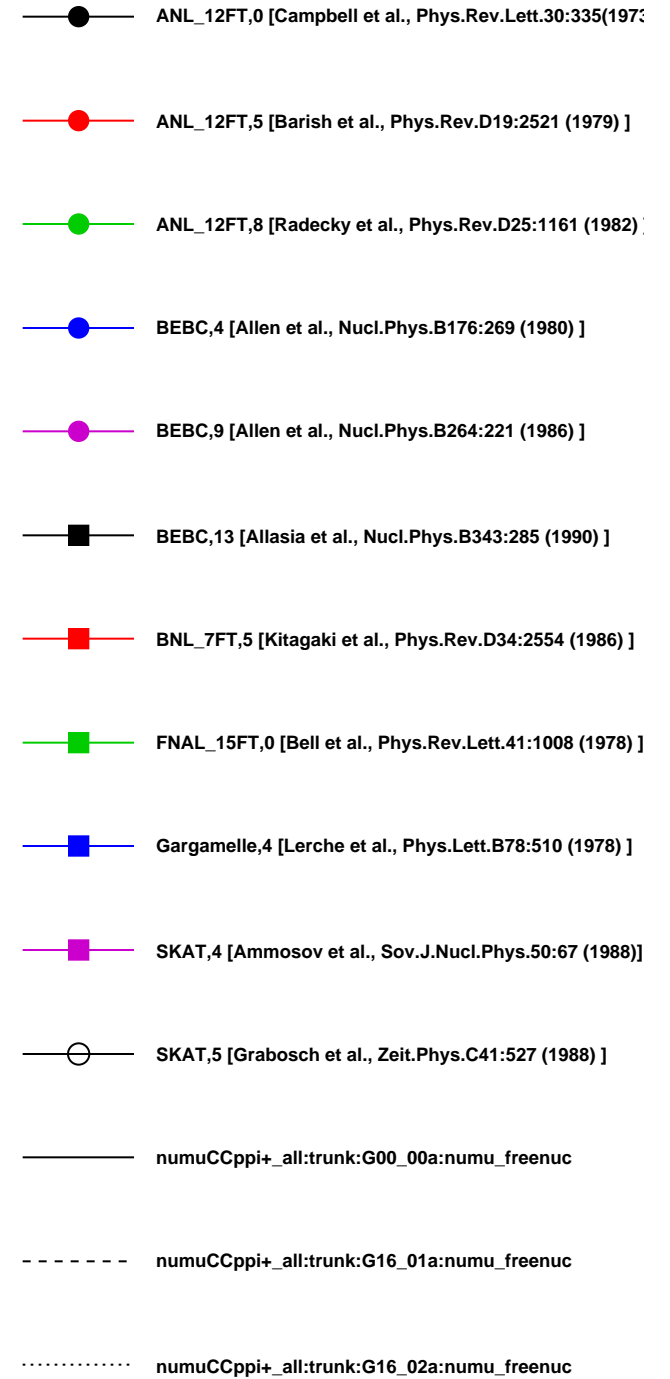 ANL_12FT,0 [Campbell et al., Phys.Rev.Lett.30:335(1973
ANL_12FT,5 [Barish et al., Phys.Rev.D19:2521 (1979) ]
ANL_12FT,8 [Radecky et al., Phys.Rev.D25:1161 (1982) ]
BEBC,4 [Allen et al., Nucl.Phys.B176:269 (1980) ]
BEBC,9 [Allen et al., Nucl.Phys.B264:221 (1986) ]
BEBC,13 [Allasia et al., Nucl.Phys.B343:285 (1990) ]
BNL_7FT,5 [Kitagaki et al., Phys.Rev.D34:2554 (1986) ]
FNAL_15FT,0 [Bell et al., Phys.Rev.Lett.41:1008 (1978) ]
Gargamelle,4 [Lerche et al., Phys.Lett.B78:510 (1978) ]
SKAT,4 [Ammosov et al., Sov.J.Nucl.Phys.50:67 (1988)]
SKAT,5 [Grabosch et al., Zeit.Phys.C41:527 (1988) ]
numuCCppi+_all:trunk:G00_00a:numu_freenuc
numuCCppi+_all:trunk:G16_01a:numu_freenuc
numuCCppi+_all:trunk:G16_02a:numu_freenuc